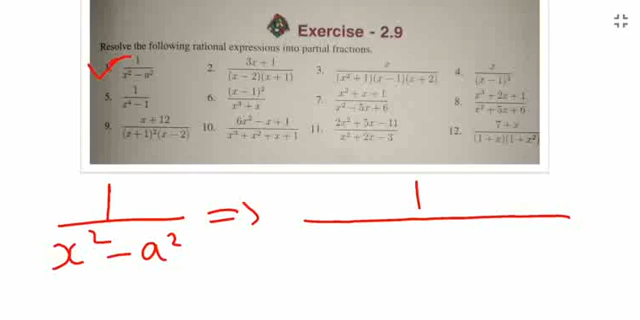 Exercise - 2.9
Resolve the following rational expressions into partial fractions.
1. 1/(x² − a²) 2. (3x + 1)/((x − 2)(x + 1)) 3. x/((x² + 1)(x − 1)(x + 2)) 4. x/(x − 1)³
5. 1/(x⁴ − 1) 6. (x − 1)²/(x³ + x) 7. (x² + x + 1)/(x² − 5x + 6) 8. (x³ + 2x + 1)/(x² + 5x + 6)
9. (x + 12)/((x + 1)²(x − 2)) 10. (6x² − x + 1)/(x³ + x² + x + 1) 11. (2x² + 5x − 11)/(x² + 2x − 3) 12. (7 + x)/((1 + x)(1 + x²))
1/(x² − a²) => 1/